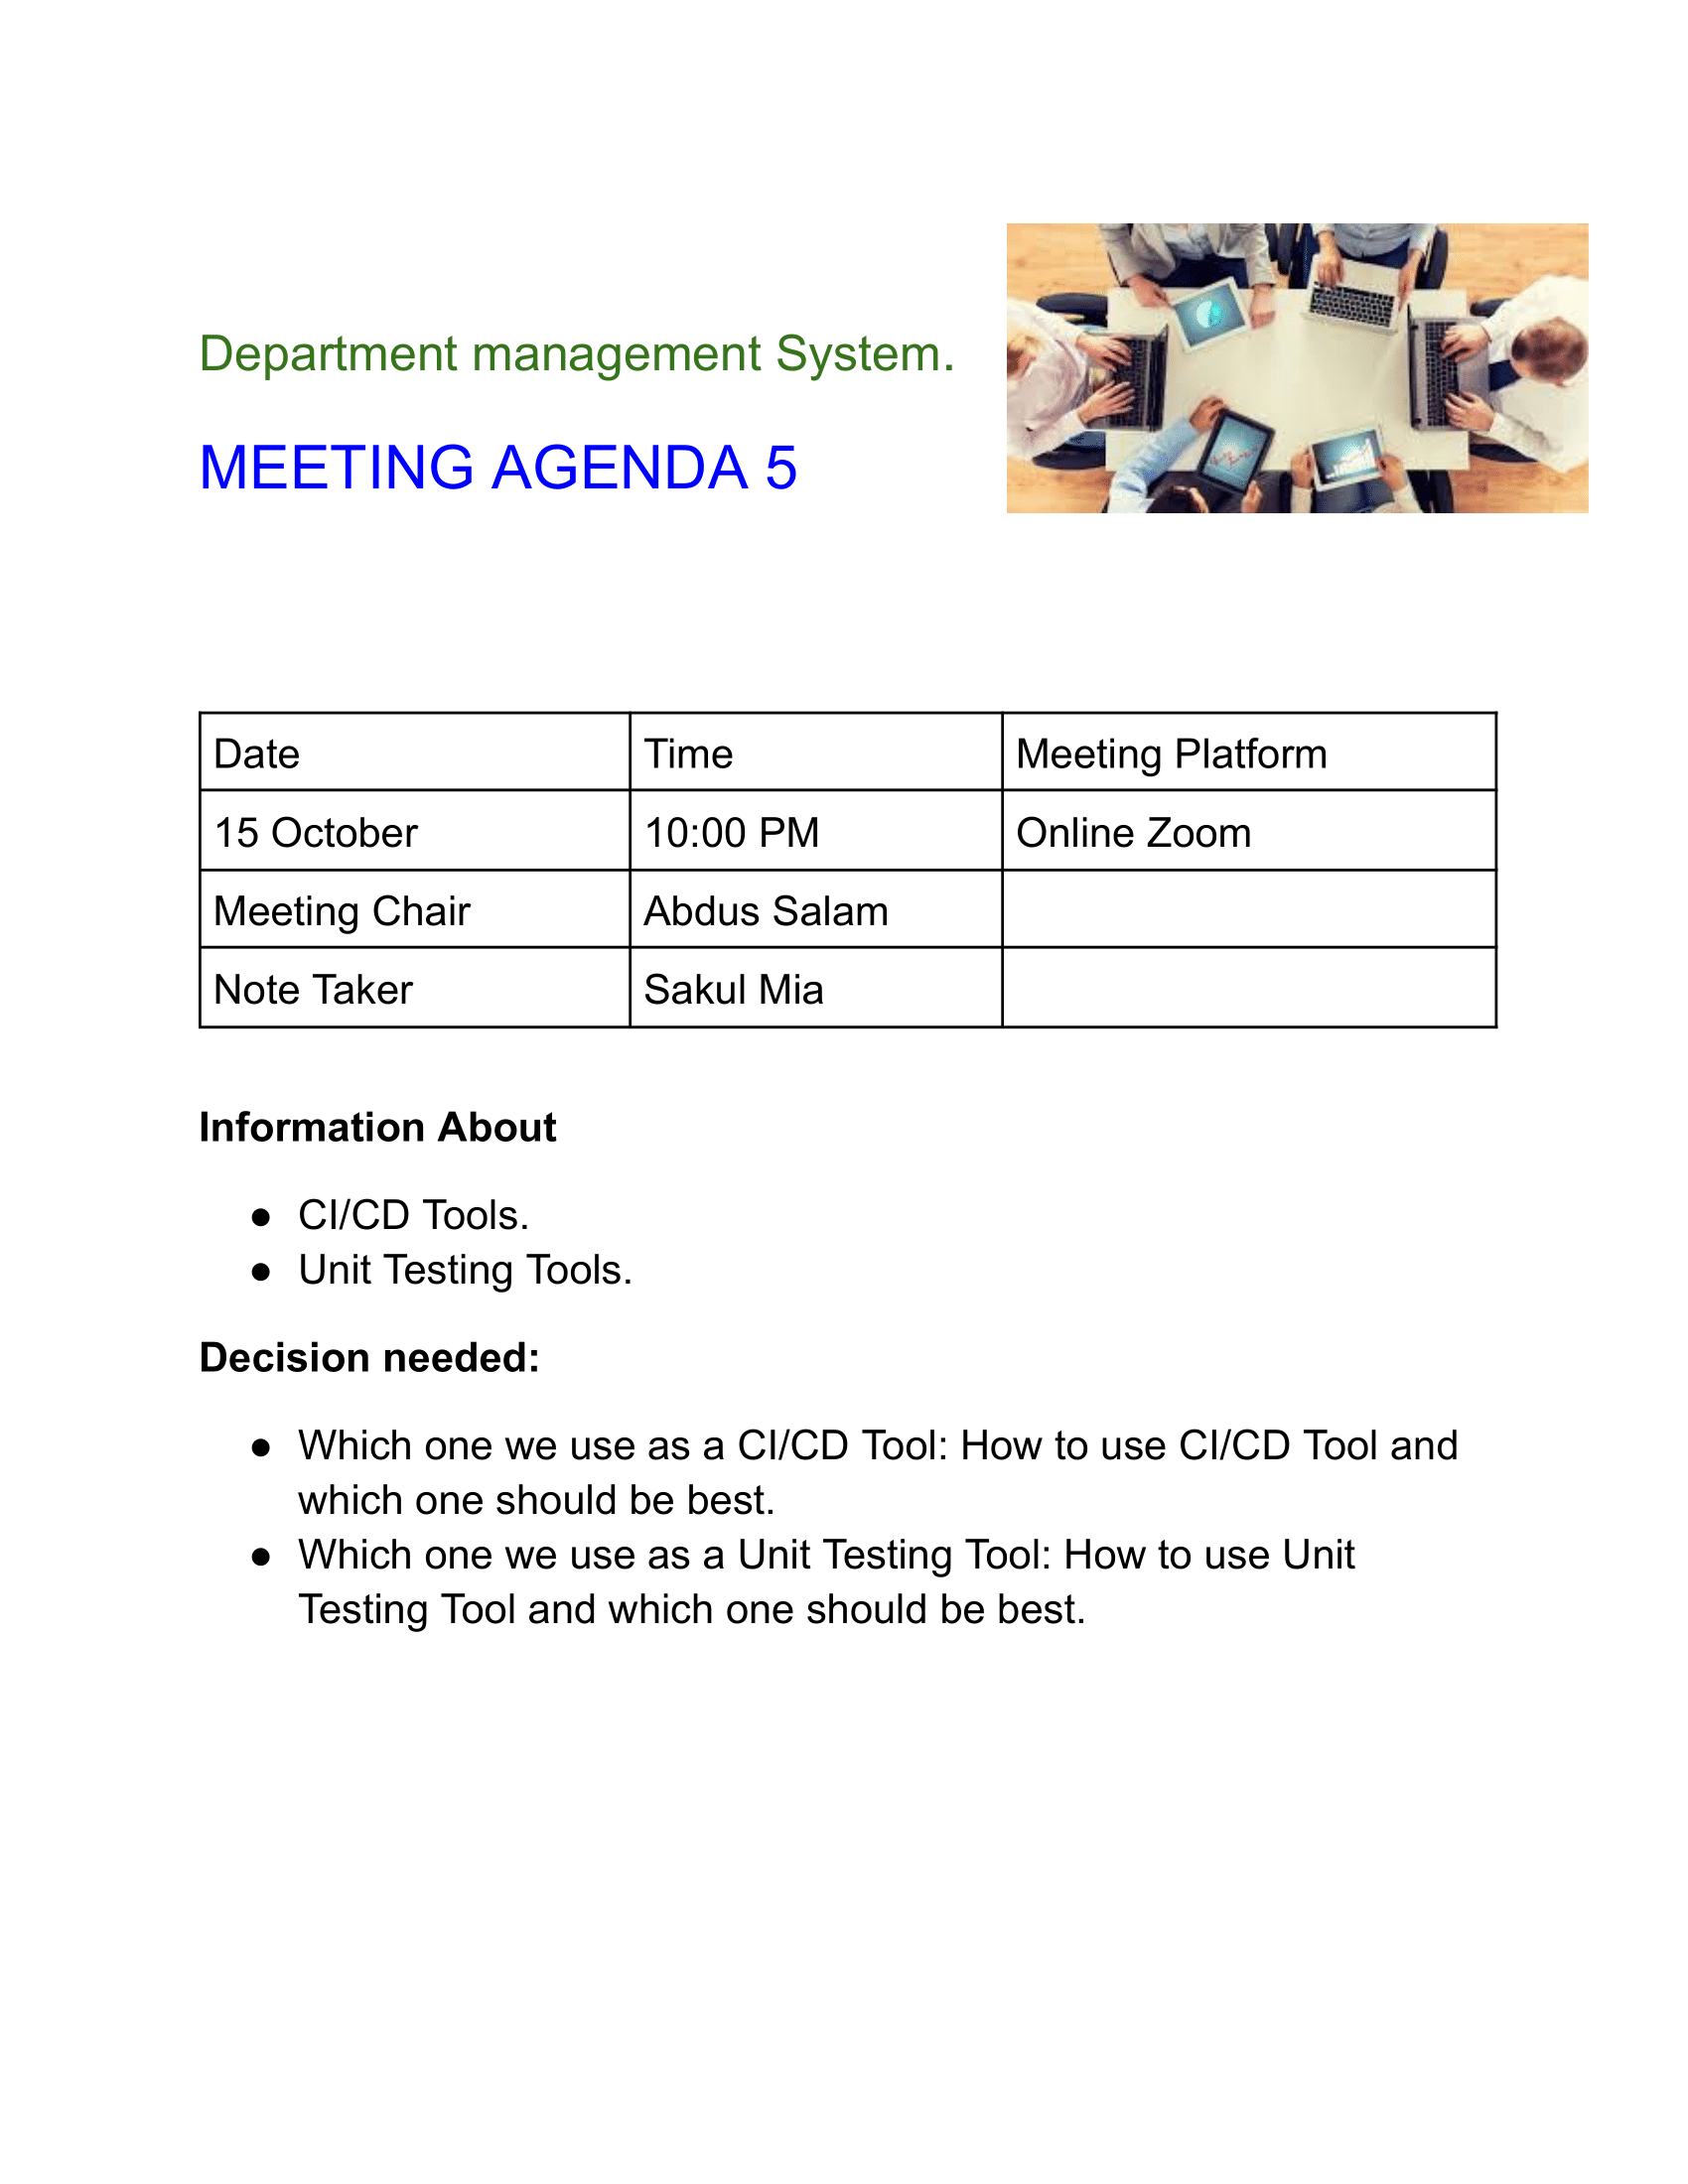 Department management System.
MEETING AGENDA 5
Date Time Meeting Platform
15 October 10:00 PM Online Zoom
Meeting Chair Abdus Salam
Note Taker Sakul Mia
Information About
● CI/CD Tools.
● Unit Testing Tools.
Decision needed:
● Which one we use as a CI/CD Tool: How to use CI/CD Tool and
which one should be best.
● Which one we use as a Unit Testing Tool: How to use Unit
Testing Tool and which one should be best.